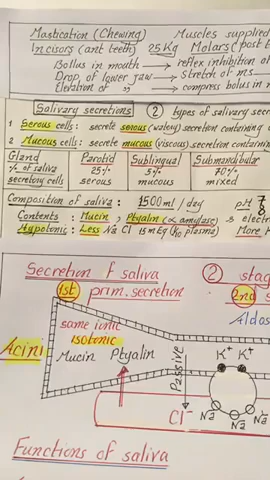 Mastication (Chewing) Muscles supplied
Incisors (ant teeth) 25 Kg Molars (post t
Bollus in mouth → reflex inhibition o
Drop of lower jaw → Stretch of ms
Elevation of " → compress bolus in m
Salivary secretions ② types of salivary secr
1 Serous cells: secrete serous (watery) secretion containing
2 Mucous cells: secrete mucous (viscous) secretion containin
Gland Parotid Sublingual Submandibular
% of saliva 25% 5% 70%
secretory cells serous mucous mixed
Composition of saliva: 1500 ml / day pH 7
8
Contents: Mucin, Ptyalin (α amylase) & electr
Hypotonic: Less Na Cl 15 mEq (1/10 plasma) More K
Secretion of saliva ② stag
1st prim. secretion 2nd
Aldos
same ionic
isotonic
Acini Mucin Ptyalin Passive K+ K+
Cl-
Na Na Na
Functions of saliva